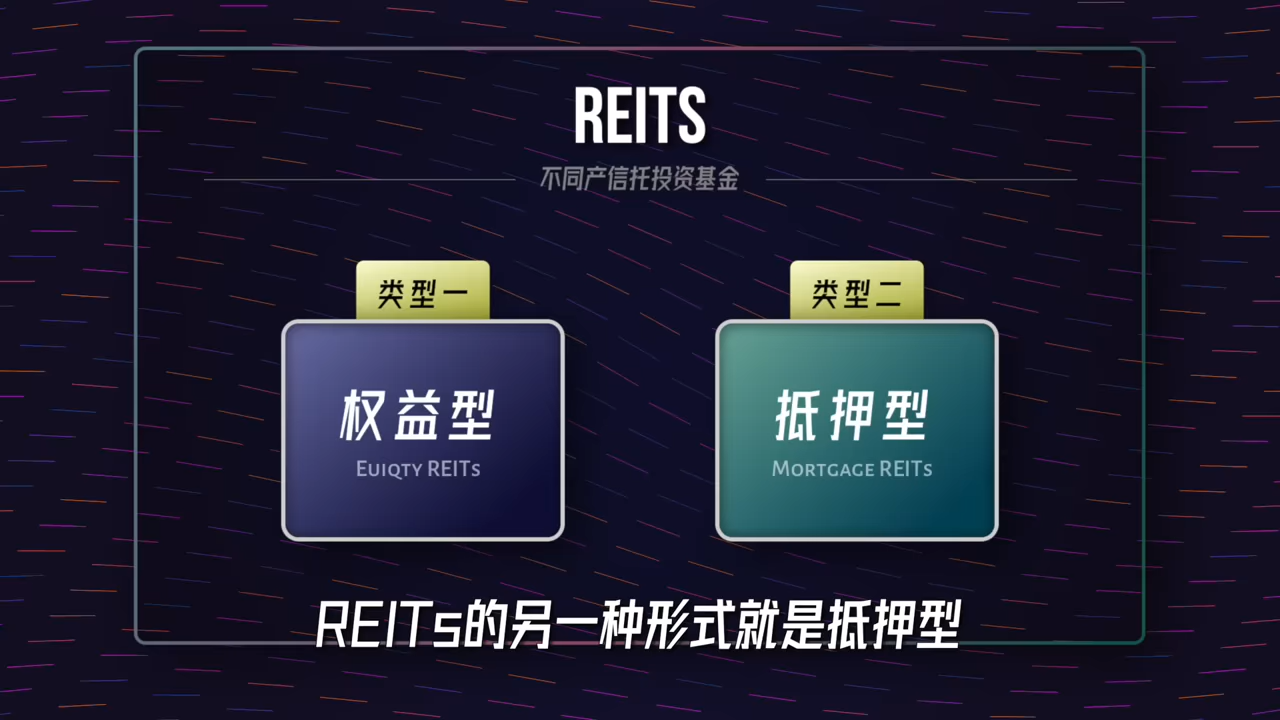 REITS
不同产信托投资基金
类型一
类型二
权益型
抵押型
Euiqty REITs
Mortgage REITs
REITs的另一种形式就是抵押型